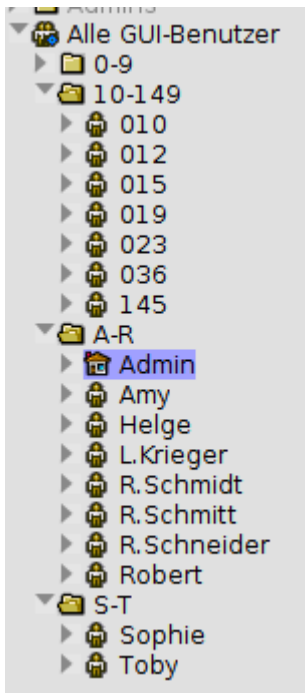 Admins
Alle GUI-Benutzer
0-9
10-149
010
012
015
019
023
036
145
A-R
Admin
Amy
Helge
L.Krieger
R.Schmidt
R.Schmitt
R.Schneider
Robert
S-T
Sophie
Toby